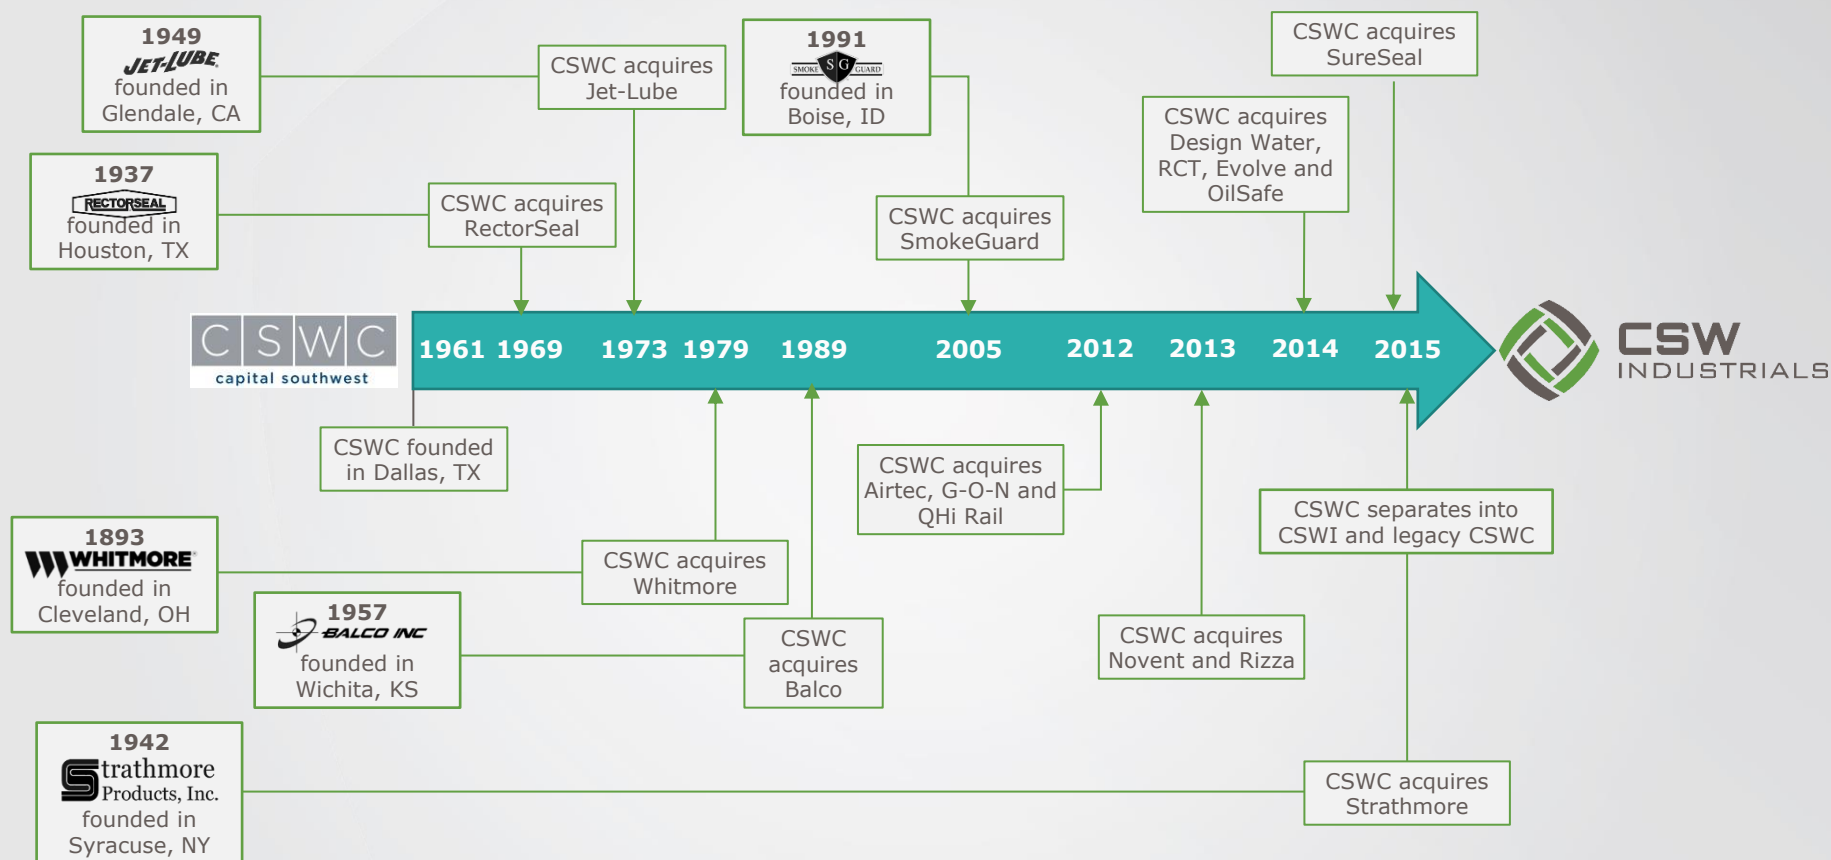 1949
JET-LUBE
founded in
Glendale, CA
CSWC acquires
Jet-Lube
1991
SMOKE SG GUARD
founded in
Boise, ID
CSWC acquires
SureSeal
CSWC acquires
Design Water,
RCT, Evolve and
OilSafe
1937
RECTORSEAL
founded in
Houston, TX
CSWC acquires
RectorSeal
CSWC acquires
SmokeGuard
CSWC
capital southwest
1961 1969 1973 1979 1989 2005 2012 2013 2014 2015
CSW
INDUSTRIALS
CSWC founded
in Dallas, TX
CSWC acquires
Airtec, G-O-N and
QHi Rail
CSWC separates into
CSWI and legacy CSWC
1893
WHITMORE®
founded in
Cleveland, OH
CSWC acquires
Whitmore
1957
BALCO INC
founded in
Wichita, KS
CSWC
acquires
Balco
CSWC acquires
Novent and Rizza
1942
Strathmore
Products, Inc.
founded in
Syracuse, NY
CSWC acquires
Strathmore